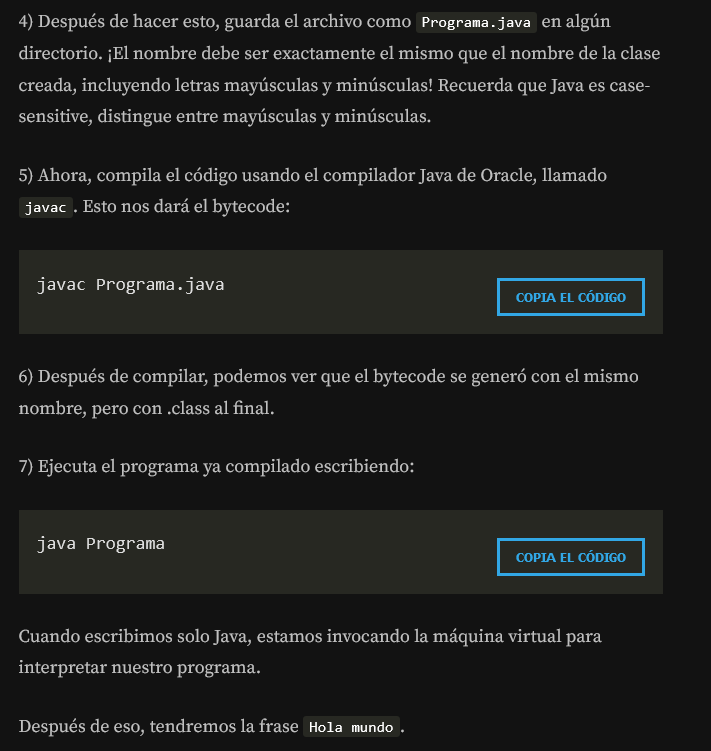 4) Después de hacer esto, guarda el archivo como Programa.java en algún
directorio. ¡El nombre debe ser exactamente el mismo que el nombre de la clase
creada, incluyendo letras mayúsculas y minúsculas! Recuerda que Java es case-
sensitive, distingue entre mayúsculas y minúsculas.
5) Ahora, compila el código usando el compilador Java de Oracle, llamado
javac . Esto nos dará el bytecode:
javac Programa.java
COPIA EL CÓDIGO
6) Después de compilar, podemos ver que el bytecode se generó con el mismo
nombre, pero con .class al final.
7) Ejecuta el programa ya compilado escribiendo:
java Programa
COPIA EL CÓDIGO
Cuando escribimos solo Java, estamos invocando la máquina virtual para
interpretar nuestro programa.
Después de eso, tendremos la frase Hola mundo .